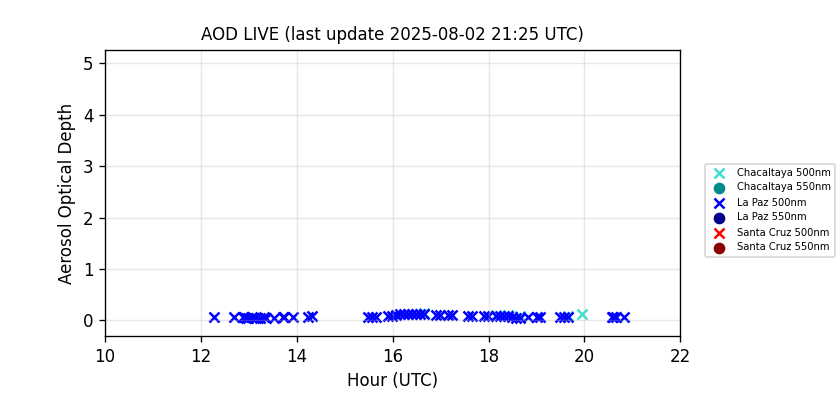 AOD LIVE (last update 2025-08-02 21:25 UTC)
Aerosol Optical Depth
5
4
3
2
1
0
10 12 14 16 18 20 22
Hour (UTC)
Chacaltaya 500nm
Chacaltaya 550nm
La Paz 500nm
La Paz 550nm
Santa Cruz 500nm
Santa Cruz 550nm